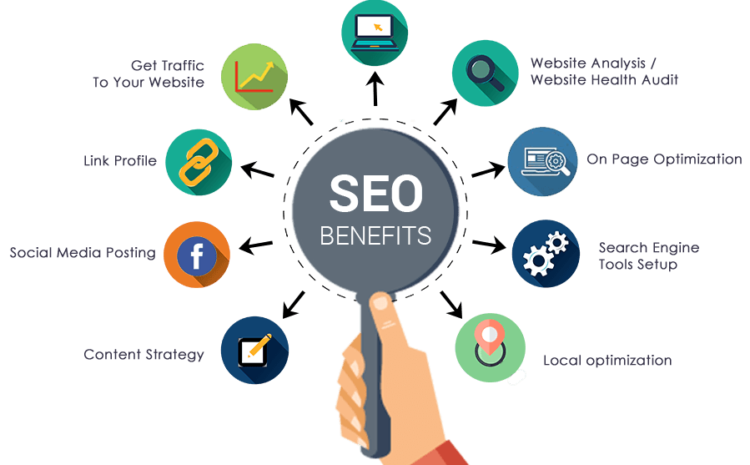 Get Traffic
To Your Website
Website Analysis /
Website Health Audit
Link Profile
On Page Optimization
SEO
BENEFITS
Social Media Posting
f
Search Engine
Tools Setup
Content Strategy
Local optimization